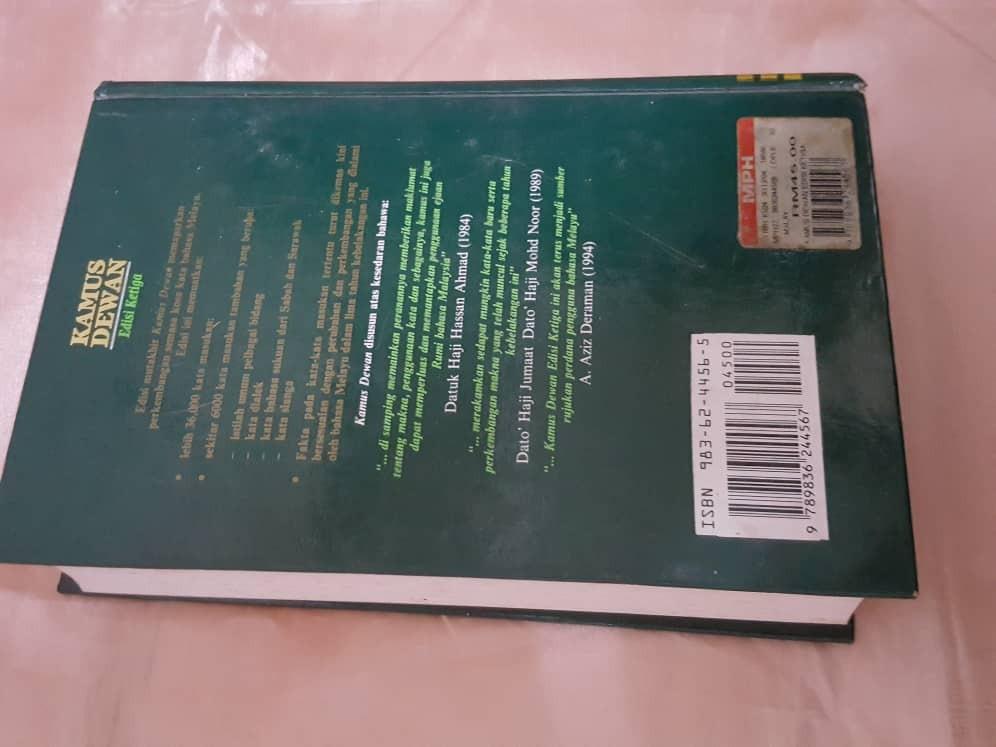 KAMUS
DEWAN
Edisi Ketiga
Edisi mutakhir Kamus Dewan memaparkan
perkembangan semasa kosa kata bahasa Melayu.
Edisi ini memuatkan:
• lebih 36,000 kata masukan;
• sekitar 6000 kata masukan tambahan yang berupa:
– istilah umum pelbagai bidang
– kata dialek
– kata bahasa sukuan dari Sabah dan Sarawak
– kata slanga
• Fakta pada kata-kata masukan tertentu turut dikemas kini
bersesuaian dengan perubahan dan perkembangan yang dialami
oleh bahasa Melayu dalam lima tahun kebelakangan ini.
Kamus Dewan disusun atas kesedaran bahawa:
"... di samping memainkan peranannya memberikan maklumat
tentang makna, penggunaan kata dan sebagainya, kamus ini juga
dapat memperluas dan memantapkan penggunaan ejaan
Rumi bahasa Malaysia"
Datuk Haji Hassan Ahmad (1984)
"... merakamkan sedapat mungkin kata-kata baru serta
perkembangan makna yang telah muncul sejak beberapa tahun
kebelakangan ini"
Dato' Haji Jumaat Dato' Haji Mohd Noor (1989)
"... Kamus Dewan Edisi Ketiga ini akan terus menjadi sumber
rujukan perdana pengguna bahasa Melayu"
A. Aziz Deraman (1994)
ISBN 983-62-4456-5
04500
9 789836 244567
MPH
RM45.00
KAMUS DEWAN EDISI KETIGA